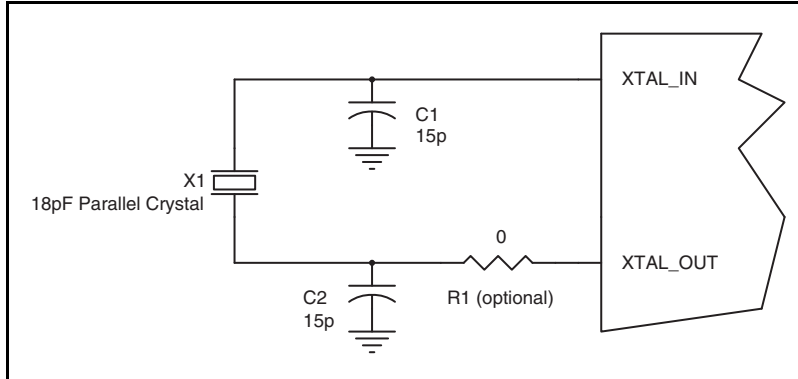 XTAL_IN
C1
15p
X1
18pF Parallel Crystal
0
XTAL_OUT
C2
15p
R1 (optional)